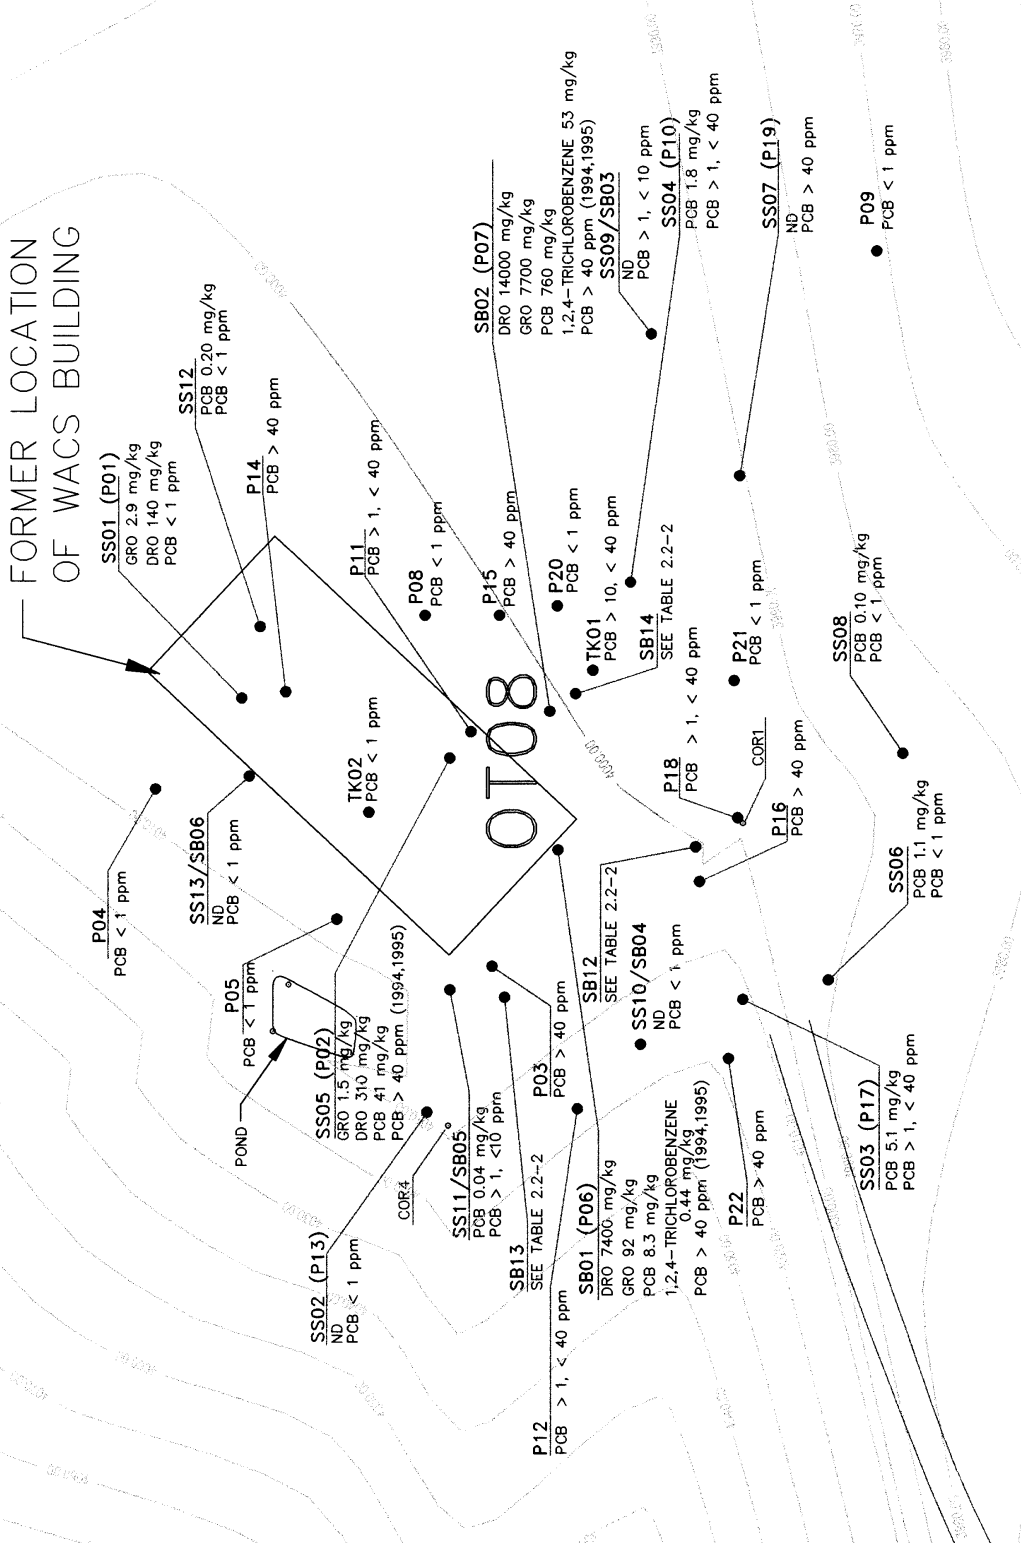 FORMER LOCATION
OF WACS BUILDING
SS01 (P01)
GRO 2.9 mg/kg
DRO 140 mg/kg
PCB < 1 ppm
SS12
PCB 0.20 mg/kg
PCB < 1 ppm
P14
PCB > 40 ppm
P11
PCB > 1, < 40 ppm
P08
PCB < 1 ppm
P15
PCB > 40 ppm
P20
PCB < 1 ppm
TK01
PCB > 10, < 40 ppm
SB14
SEE TABLE 2.2-2
SB02 (P07)
DRO 14000 mg/kg
GRO 7700 mg/kg
PCB 760 mg/kg
1,2,4-TRICHLOROBENZENE 53 mg/kg
PCB > 40 ppm (1994,1995)
SS09/SB03
ND
PCB > 1, < 10 ppm
SS04 (P10)
PCB 1.8 mg/kg
PCB > 1, < 40 ppm
SS07 (P19)
ND
PCB > 40 ppm
P09
PCB < 1 ppm
P04
PCB < 1 ppm
SS13/SB06
ND
PCB < 1 ppm
TK02
PCB < 1 ppm
OT08
P05
PCB < 1 ppm
POND
SS05 (P02)
GRO 1.5 mg/kg
DRO 310 mg/kg
PCB 41 mg/kg
PCB > 40 ppm (1994,1995)
P18
PCB > 1, < 40 ppm
P21
PCB < 1 ppm
COR1
P16
PCB > 40 ppm
SS08
PCB 0.10 mg/kg
PCB < 1 ppm
SS06
PCB 1.1 mg/kg
PCB < 1 ppm
SB12
SEE TABLE 2.2-2
SS10/SB04
ND
PCB < 1 ppm
P03
PCB > 40 ppm
SS02 (P13)
ND
PCB < 1 ppm
COR4
SS11/SB05
PCB 0.04 mg/kg
PCB > 1, <10 ppm
SB13
SEE TABLE 2.2-2
P12
PCB > 1, < 40 ppm
SB01 (P06)
DRO 7400 mg/kg
GRO 92 mg/kg
PCB 8.3 mg/kg
1,2,4-TRICHLOROBENZENE
0.44 mg/kg
PCB > 40 ppm (1994,1995)
P22
PCB > 40 ppm
SS03 (P17)
PCB 5.1 mg/kg
PCB > 1, < 40 ppm
4000.00